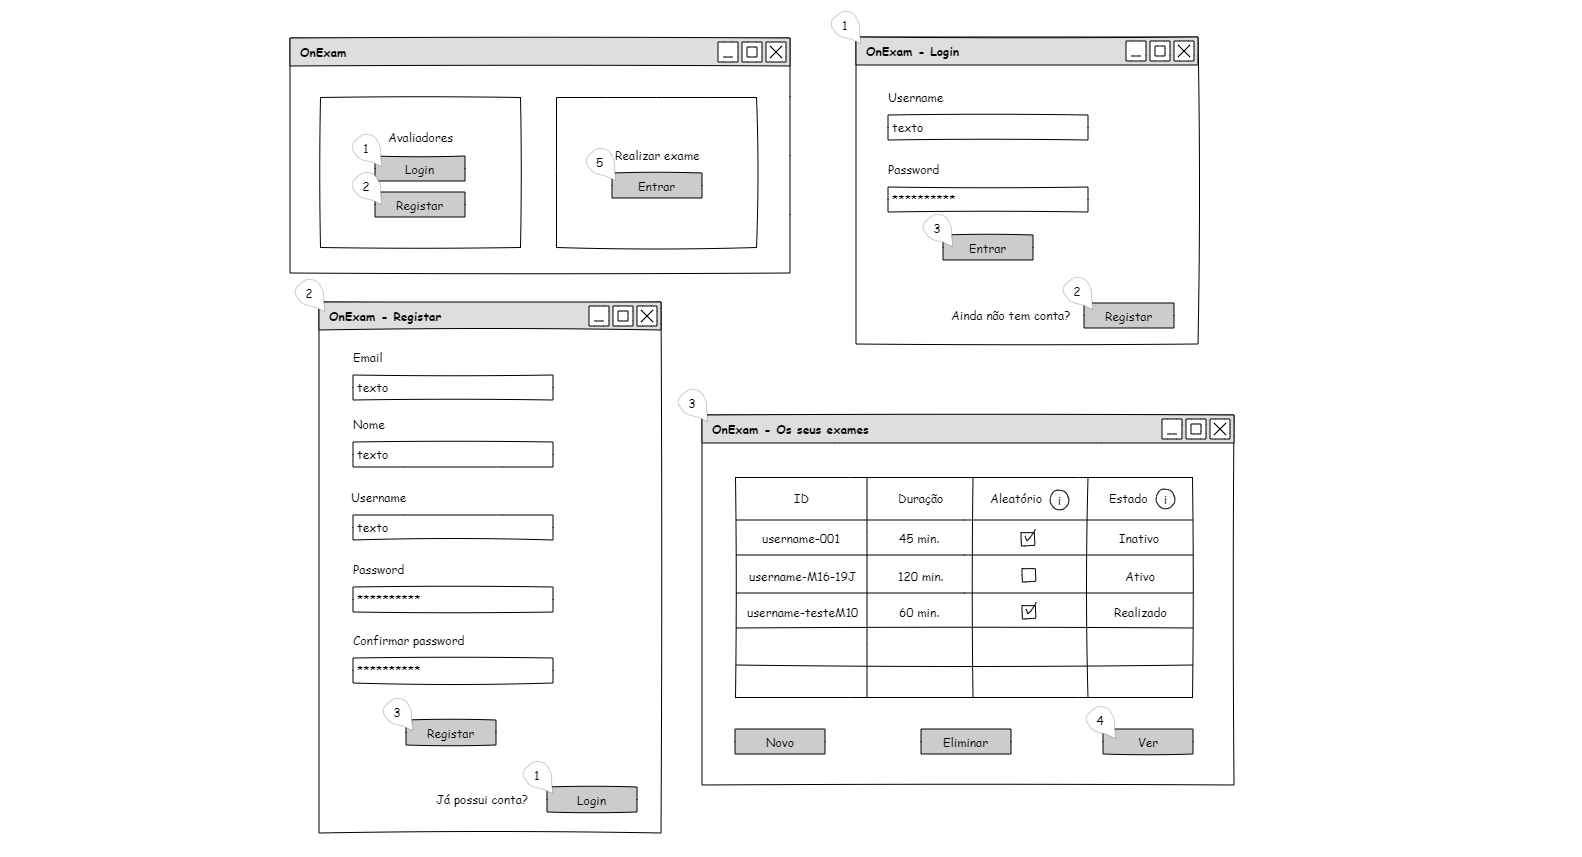 OnExam
Avaliadores
1
Login
2
Registar
5
Realizar exame
Entrar
1
OnExam - Login
Username
texto
Password
**********
3
Entrar
2
Ainda não tem conta? Registar
2
OnExam - Registar
Email
texto
Nome
texto
Username
texto
Password
**********
Confirmar password
**********
3
Registar
1
Já possui conta? Login
3
OnExam - Os seus exames
ID Duração Aleatório i Estado i
username-001 45 min. Inativo
username-M16-19J 120 min. Ativo
username-testeM10 60 min. Realizado
4
Novo Eliminar Ver